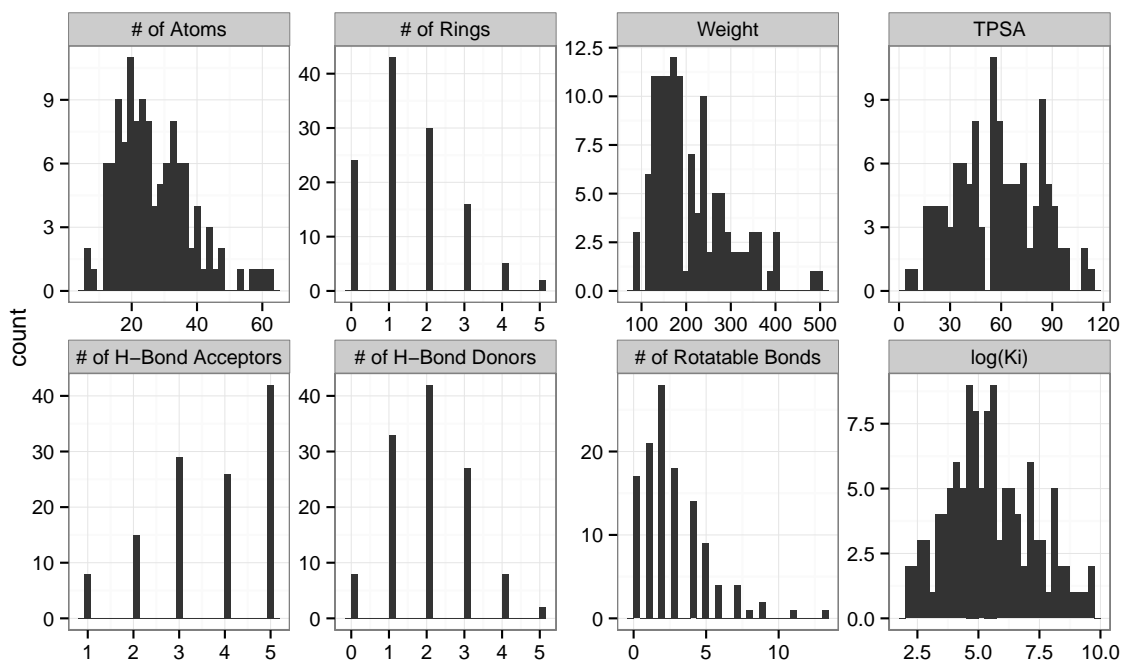 # of Atoms
# of Rings
Weight
TPSA
9
6
3
0
40
30
20
10
0
12.5
10.0
7.5
5.0
2.5
0.0
9
6
3
0
20 40 60
0 1 2 3 4 5
100 200 300 400 500
0 30 60 90 120
count
# of H−Bond Acceptors
# of H−Bond Donors
# of Rotatable Bonds
log(Ki)
40
30
20
10
0
40
30
20
10
0
20
10
0
7.5
5.0
2.5
0.0
1 2 3 4 5
0 1 2 3 4 5
0 5 10
2.5 5.0 7.5 10.0